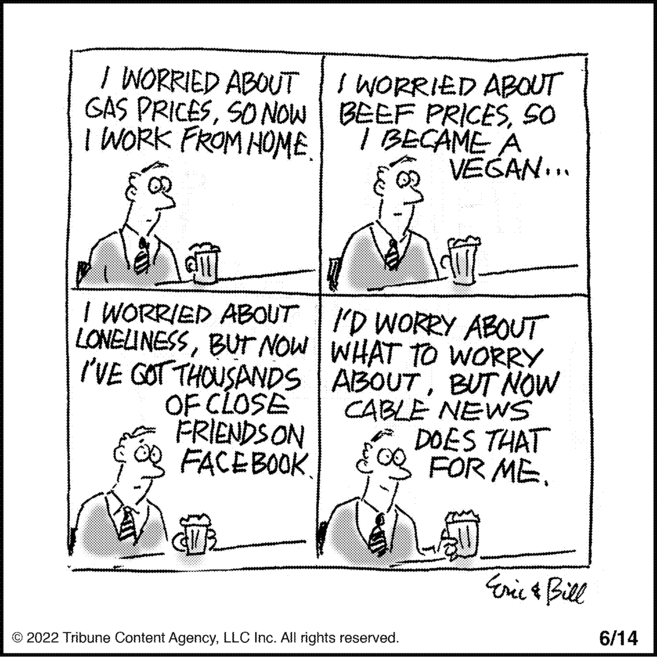 I WORRIED ABOUT
GAS PRICES, SO NOW
I WORK FROM HOME.
I WORRIED ABOUT
BEEF PRICES, SO
I BECAME A
VEGAN...
I WORRIED ABOUT
LONELINESS, BUT NOW
I'VE GOT THOUSANDS
OF CLOSE
FRIENDS ON
FACEBOOK.
I'D WORRY ABOUT
WHAT TO WORRY
ABOUT, BUT NOW
CABLE NEWS
DOES THAT
FOR ME.
Eric & Bill
© 2022 Tribune Content Agency, LLC Inc. All rights reserved.
6/14